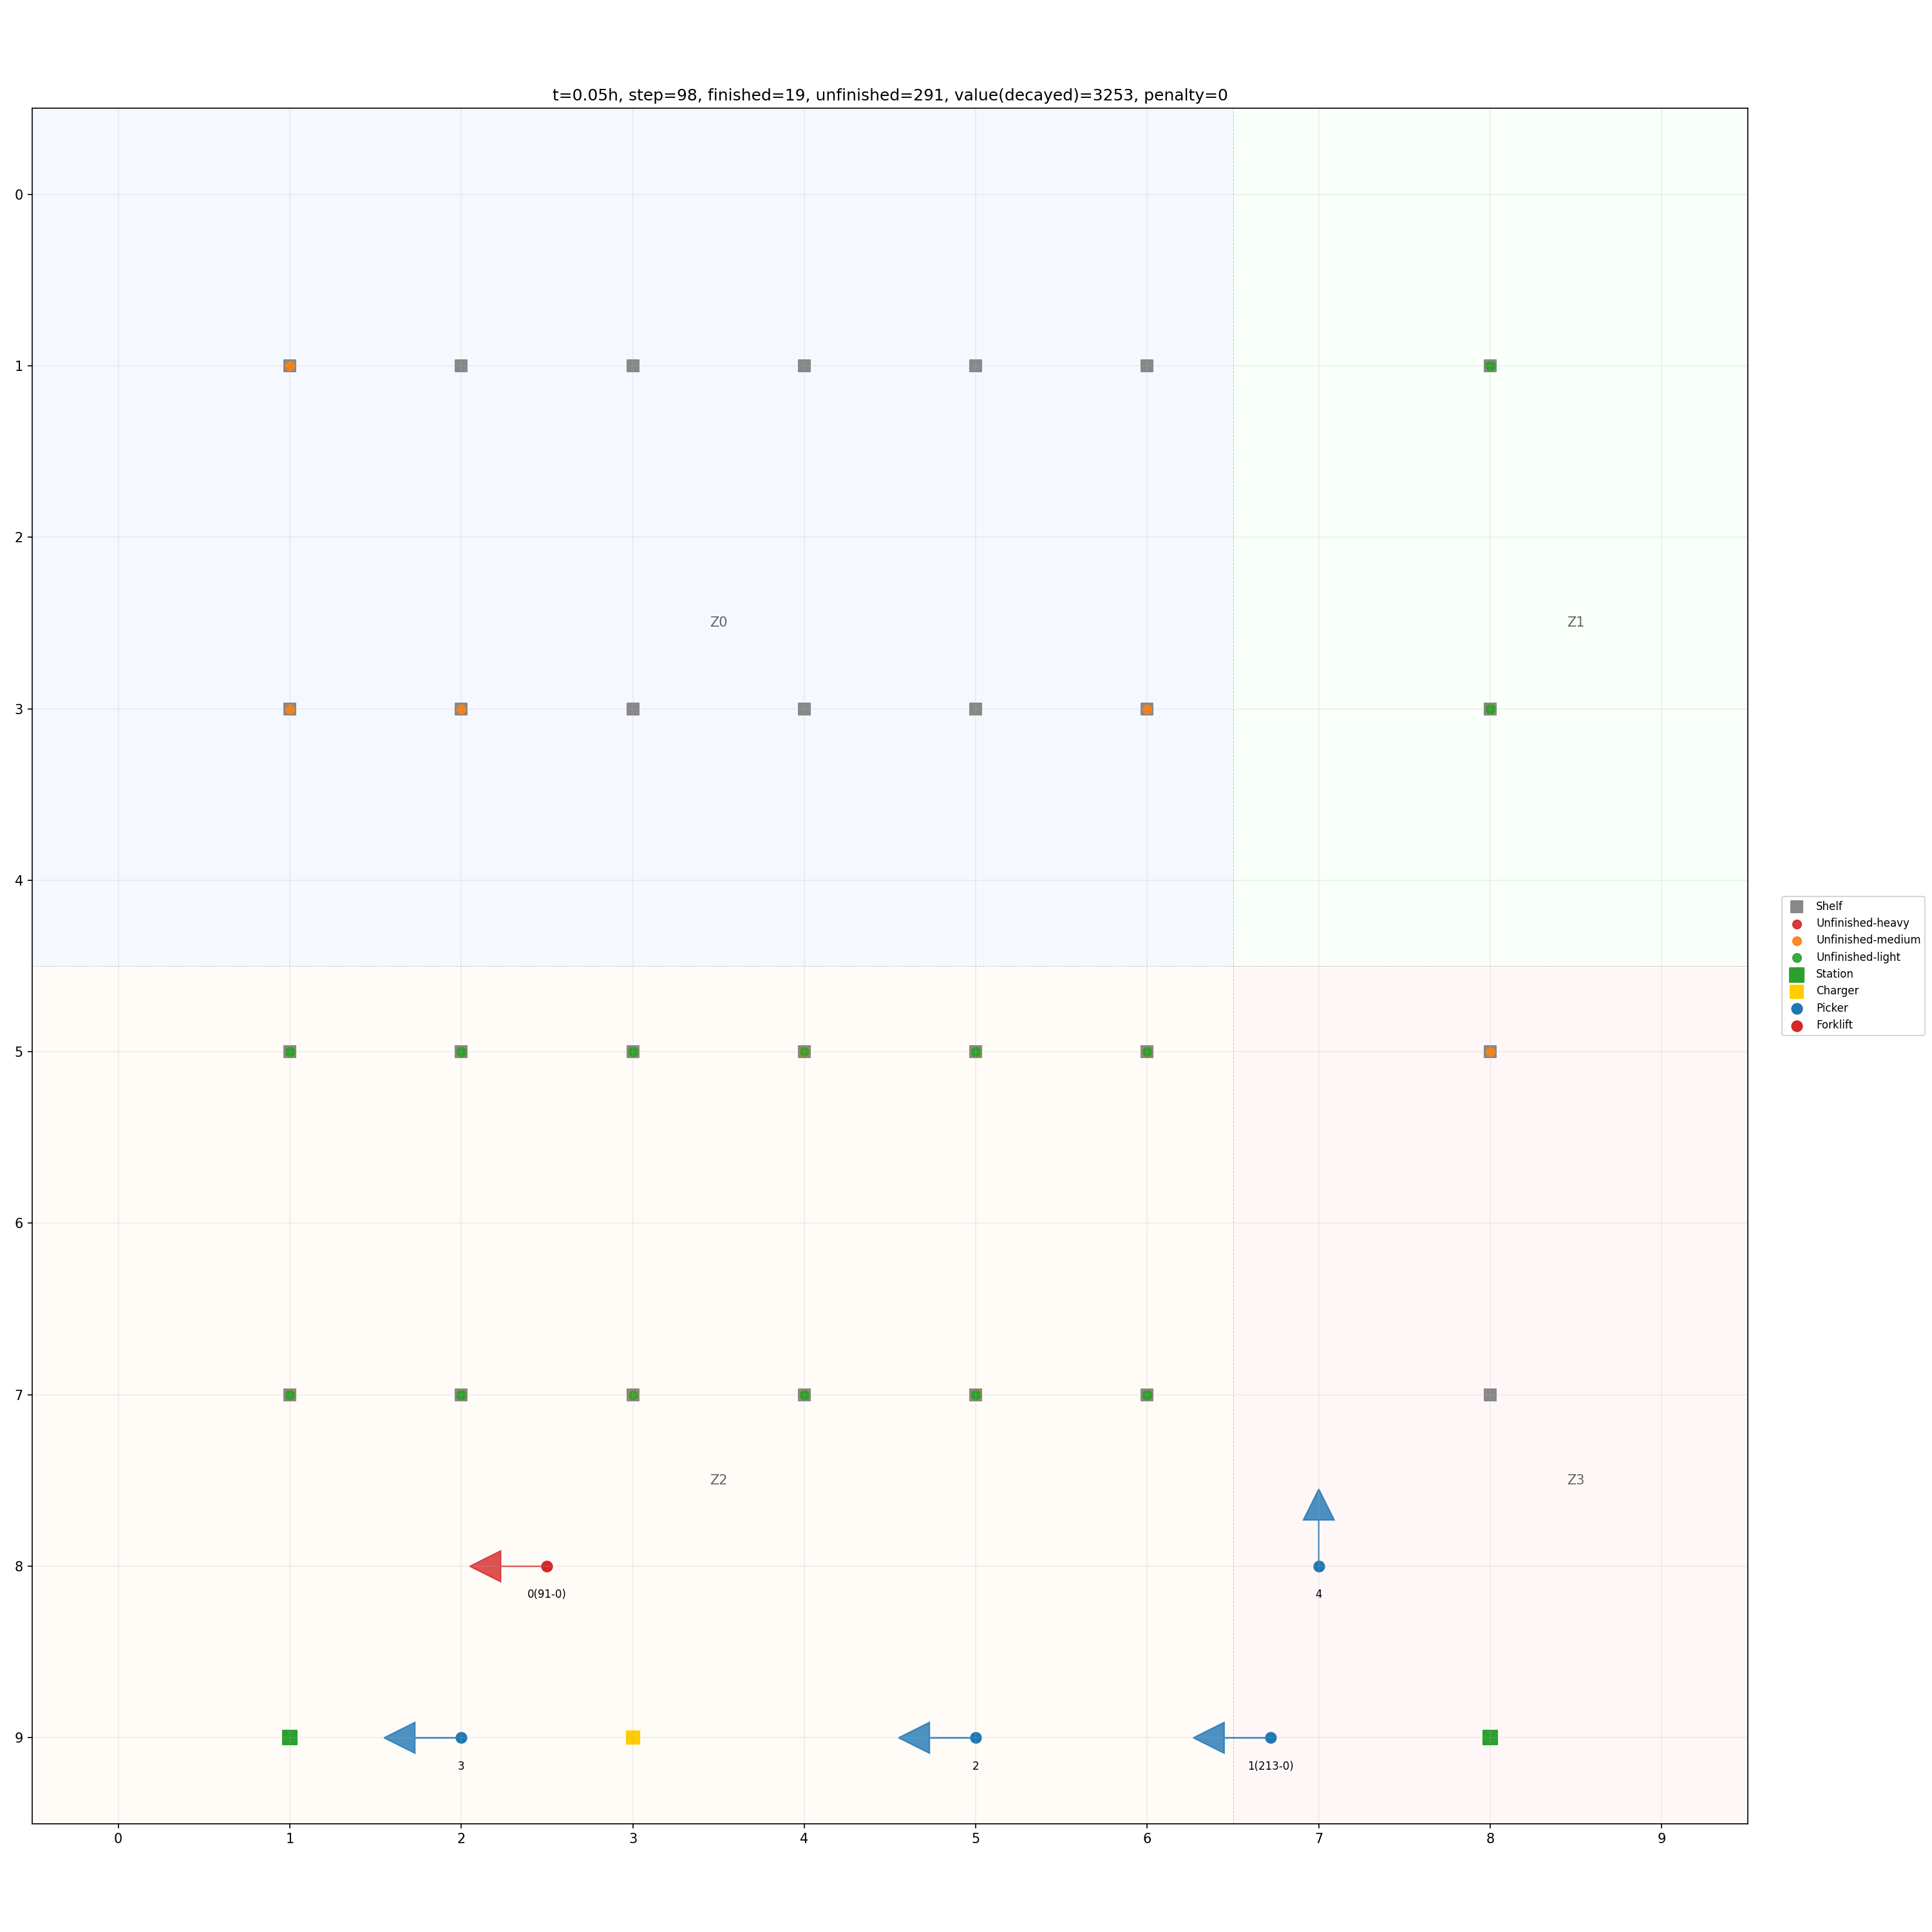 t=0.05h, step=98, finished=19, unfinished=291, value(decayed)=3253, penalty=0
0
1
2
Z0
Z1
3
4
Shelf
Unfinished-heavy
Unfinished-medium
Unfinished-light
Station
Charger
Picker
Forklift
5
6
7
Z2
Z3
8
0(91-0)
4
9
3
2
1(213-0)
0
1
2
3
4
5
6
7
8
9